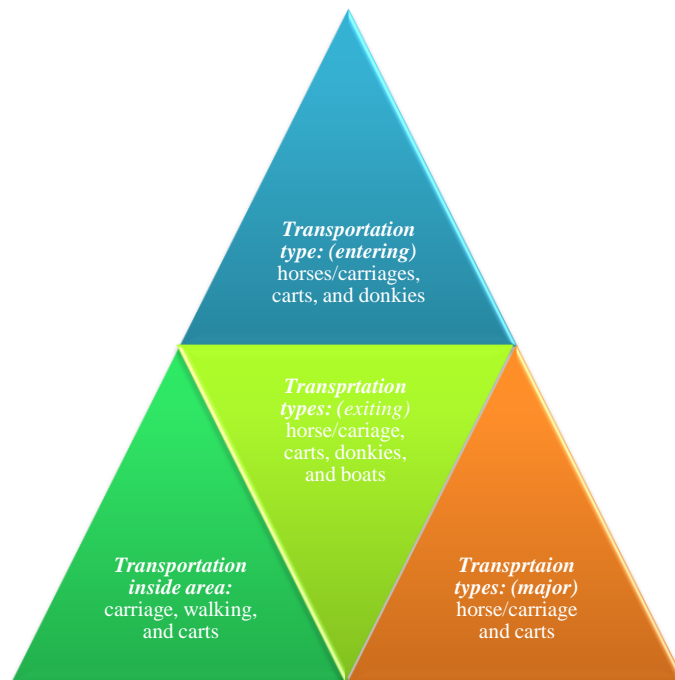 Transportation
type: (entering)
horses/carriages,
carts, and donkies
Transprtation
types: (exiting)
horse/cariage,
carts, donkies,
and boats
Transportation
inside area:
carriage, walking,
and carts
Transprtaion
types: (major)
horse/carriage
and carts